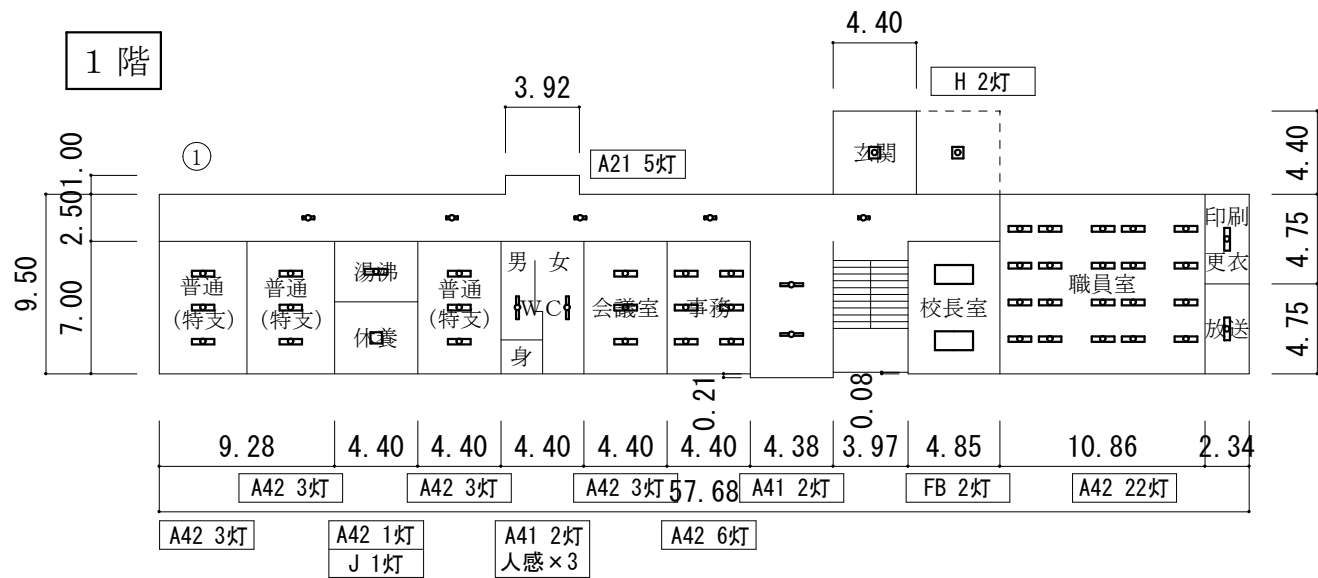 4.40
1 階
H 2灯
3.92
①
A21 5灯
玄関
1.00
2.50
7.00
9.50
4.40
4.75
4.75
印刷
更衣
放送
普通
(特支)
普通
(特支)
湯沸
休養
普通
(特支)
男 女
WC
身
会議室
事務
校長室
職員室
0.21
0.08
9.28 4.40 4.40 4.40 4.40 4.40 4.38 3.97 4.85 10.86 2.34
A42 3灯
A42 3灯
A42 3灯
57.68
A41 2灯
FB 2灯
A42 22灯
A42 3灯
A42 1灯
J 1灯
A41 2灯
人感×3
A42 6灯